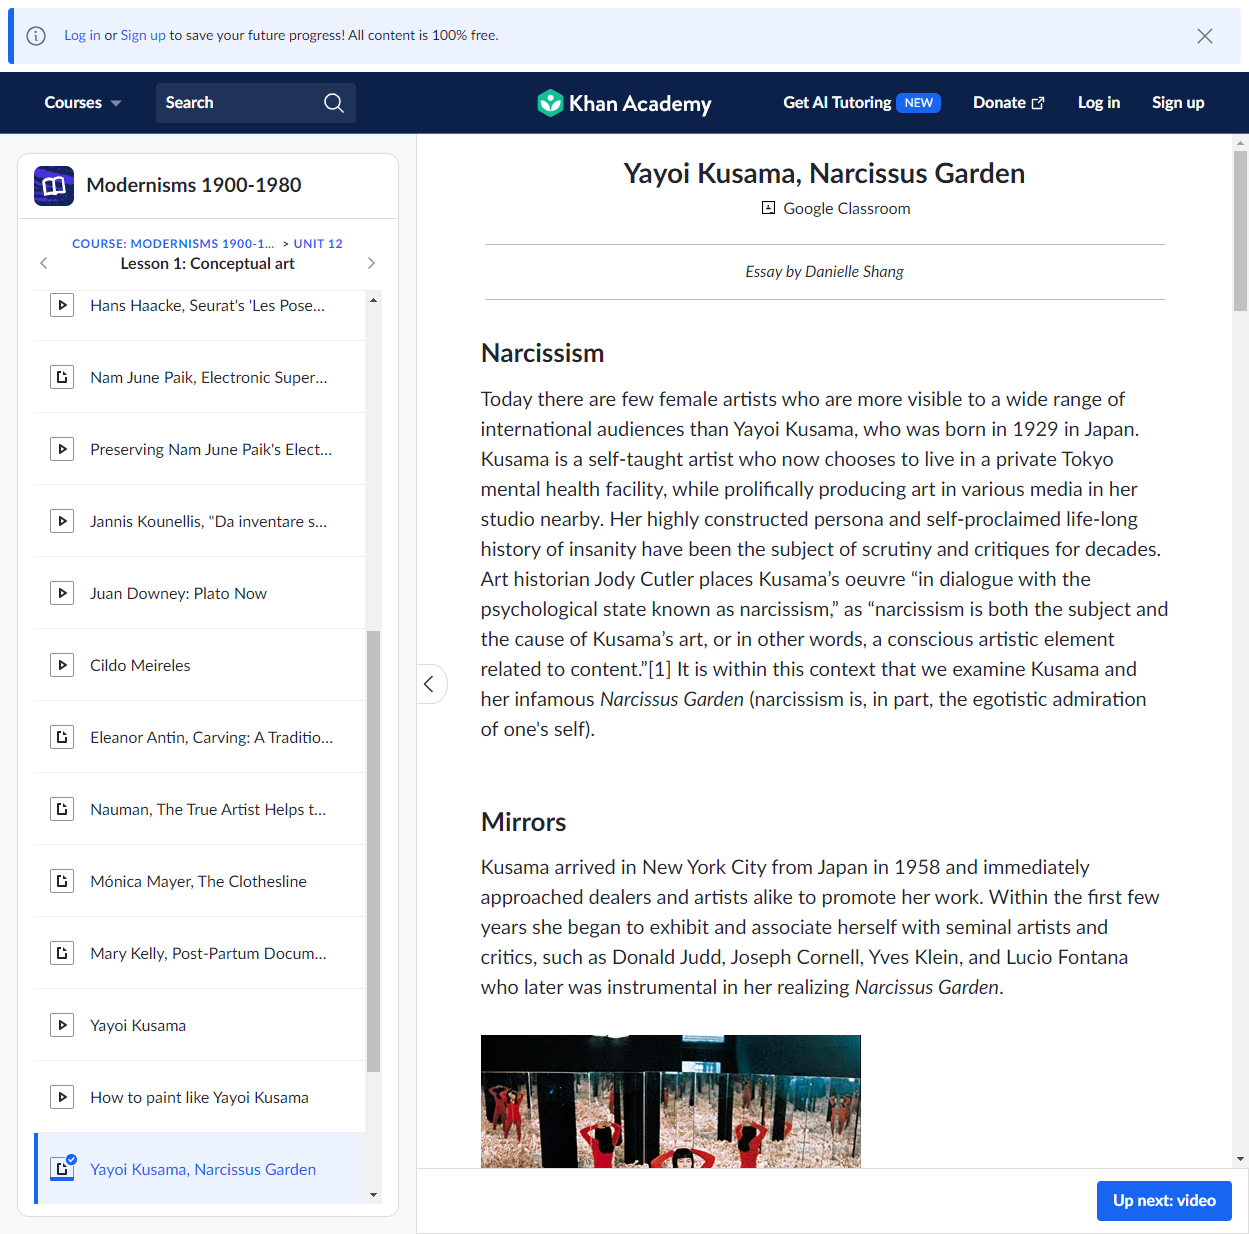 Log in or Sign up to save your future progress! All content is 100% free.
Courses
Search
Khan Academy
Get AI Tutoring NEW
Donate
Log in
Sign up
Modernisms 1900-1980
COURSE: MODERNISMS 1900-1... > UNIT 12
Lesson 1: Conceptual art
Hans Haacke, Seurat's 'Les Pose...
Nam June Paik, Electronic Super...
Preserving Nam June Paik's Elect...
Jannis Kounellis, "Da inventare s...
Juan Downey: Plato Now
Cildo Meireles
Eleanor Antin, Carving: A Traditio...
Nauman, The True Artist Helps t...
Mónica Mayer, The Clothesline
Mary Kelly, Post-Partum Docum...
Yayoi Kusama
How to paint like Yayoi Kusama
Yayoi Kusama, Narcissus Garden
Yayoi Kusama, Narcissus Garden
Google Classroom
Essay by Danielle Shang
Narcissism
Today there are few female artists who are more visible to a wide range of
international audiences than Yayoi Kusama, who was born in 1929 in Japan.
Kusama is a self-taught artist who now chooses to live in a private Tokyo
mental health facility, while prolifically producing art in various media in her
studio nearby. Her highly constructed persona and self-proclaimed life-long
history of insanity have been the subject of scrutiny and critiques for decades.
Art historian Jody Cutler places Kusama’s oeuvre “in dialogue with the
psychological state known as narcissism,” as “narcissism is both the subject and
the cause of Kusama’s art, or in other words, a conscious artistic element
related to content.”[1] It is within this context that we examine Kusama and
her infamous Narcissus Garden (narcissism is, in part, the egotistic admiration
of one's self).
Mirrors
Kusama arrived in New York City from Japan in 1958 and immediately
approached dealers and artists alike to promote her work. Within the first few
years she began to exhibit and associate herself with seminal artists and
critics, such as Donald Judd, Joseph Cornell, Yves Klein, and Lucio Fontana
who later was instrumental in her realizing Narcissus Garden.
Up next: video